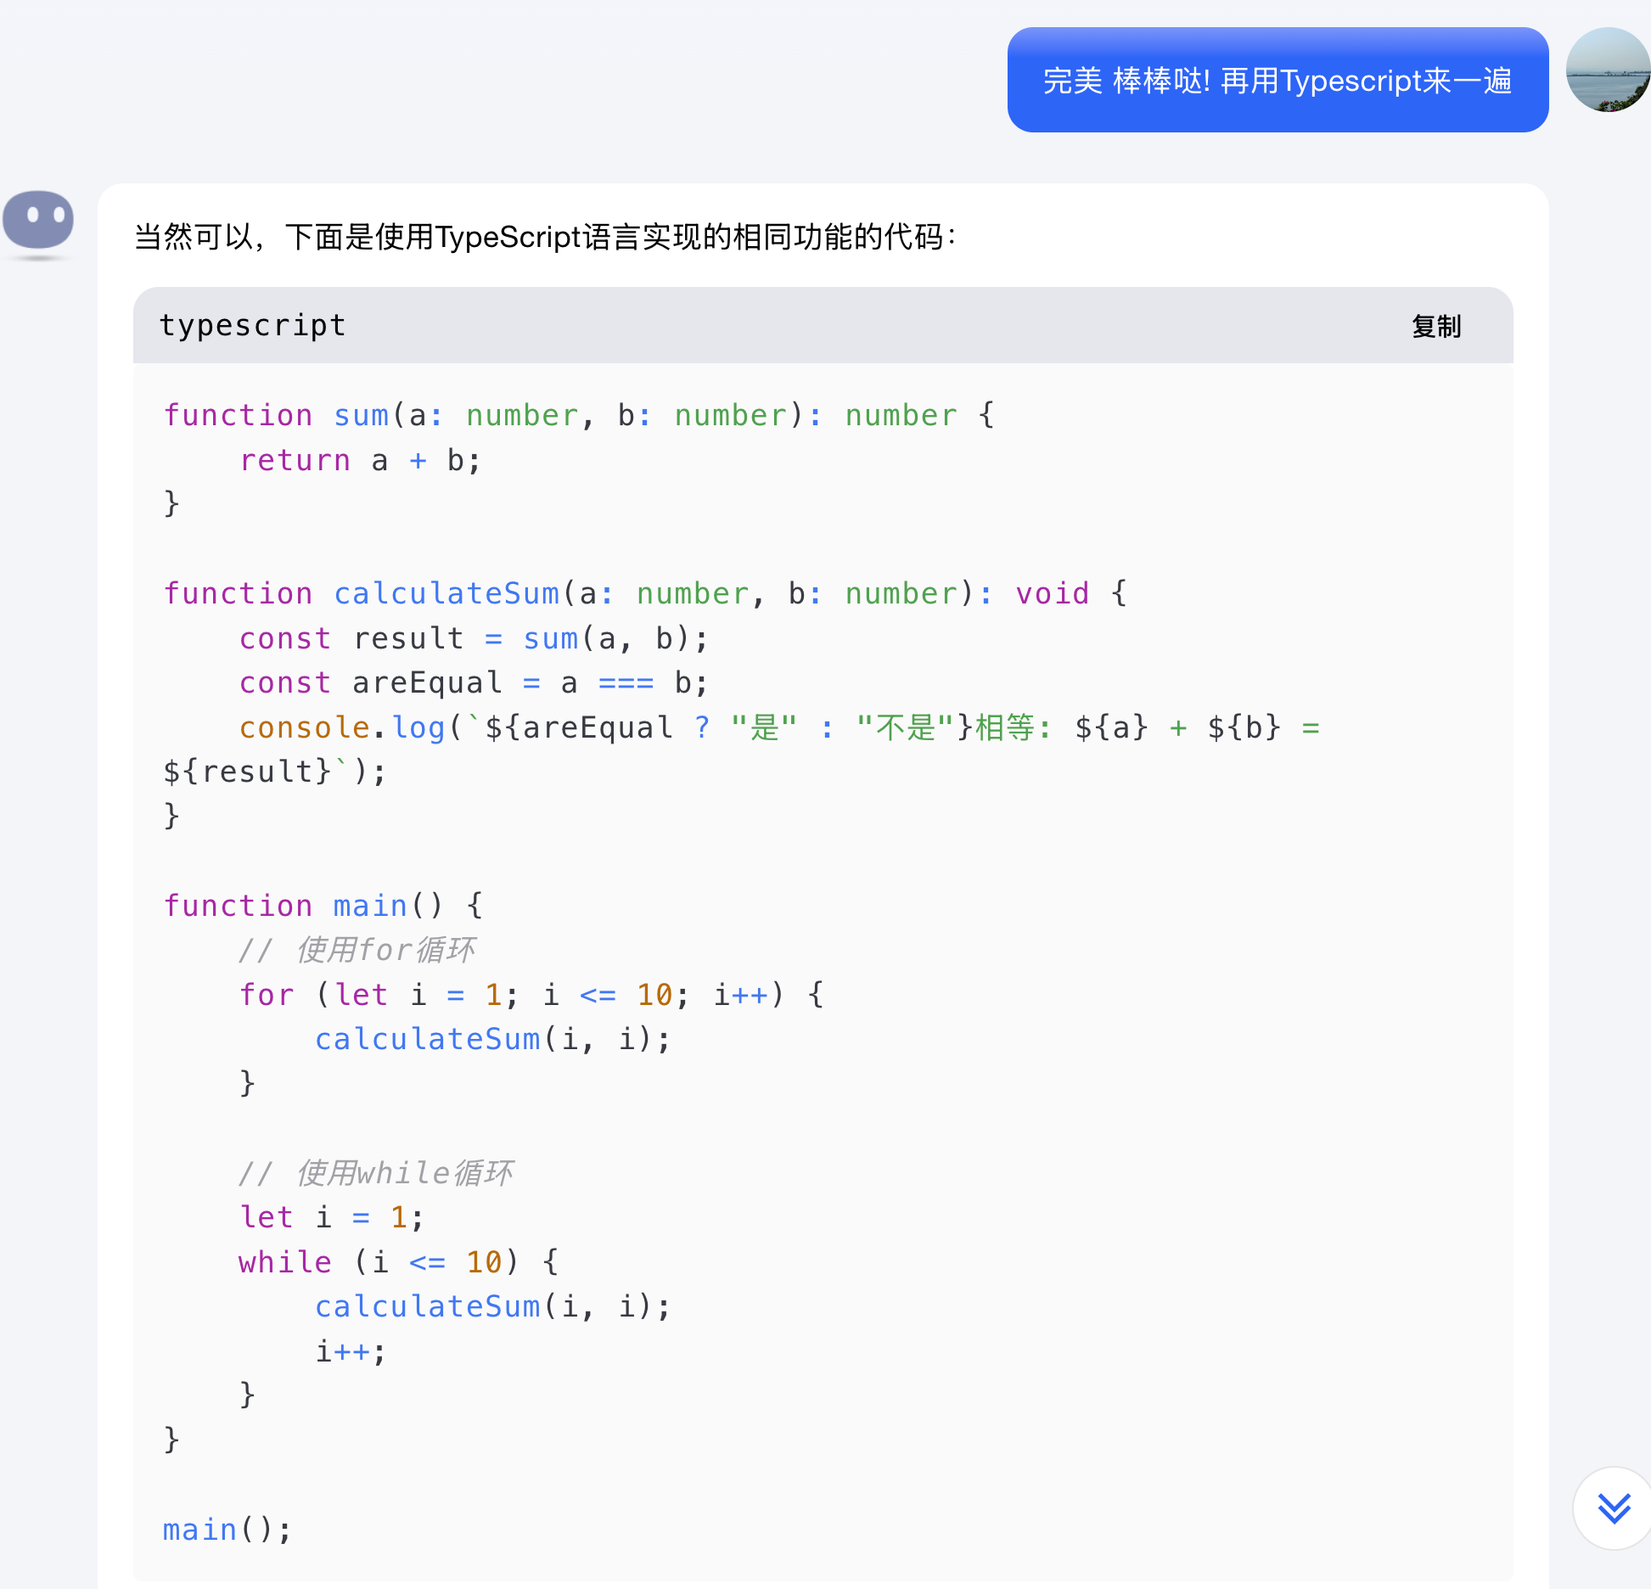 完美 棒棒哒! 再用Typescript来一遍
当然可以，下面是使用TypeScript语言实现的相同功能的代码：
typescript 复制
function sum(a: number, b: number): number {
    return a + b;
}
function calculateSum(a: number, b: number): void {
    const result = sum(a, b);
    const areEqual = a === b;
    console.log(`${areEqual ? "是" : "不是"}相等: ${a} + ${b} =
${result}`);
}
function main() {
    // 使用for循环
    for (let i = 1; i <= 10; i++) {
        calculateSum(i, i);
    }
    // 使用while循环
    let i = 1;
    while (i <= 10) {
        calculateSum(i, i);
        i++;
    }
}
main();